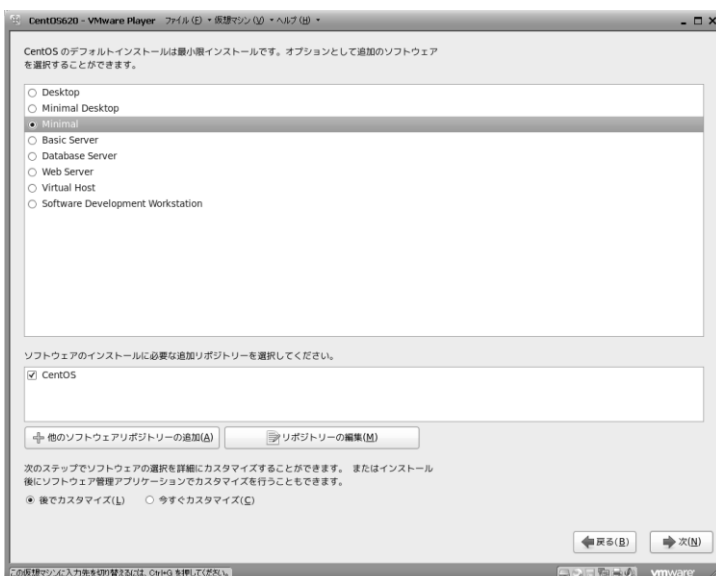 CentOS620 - VMware Player ファイル(F) ・ 仮想マシン(V) ・ ヘルプ(H) ・
CentOS のデフォルトインストールは最小限インストールです。オプションとして追加のソフトウェア
を選択することができます。
Desktop
Minimal Desktop
Minimal
Basic Server
Database Server
Web Server
Virtual Host
Software Development Workstation
ソフトウェアのインストールに必要な追加リポジトリーを選択してください。
CentOS
他のソフトウェアリポジトリーの追加(A) リポジトリーの編集(M)
次のステップでソフトウェアの選択を詳細にカスタマイズすることができます。 またはインストール
後にソフトウェア管理アプリケーションでカスタマイズを行うこともできます。
後でカスタマイズ(L) 今すぐカスタマイズ(C)
戻る(B) 次(N)
この仮想マシンに入力先を切り替えるには、Ctrl+G を押してください。 vmware